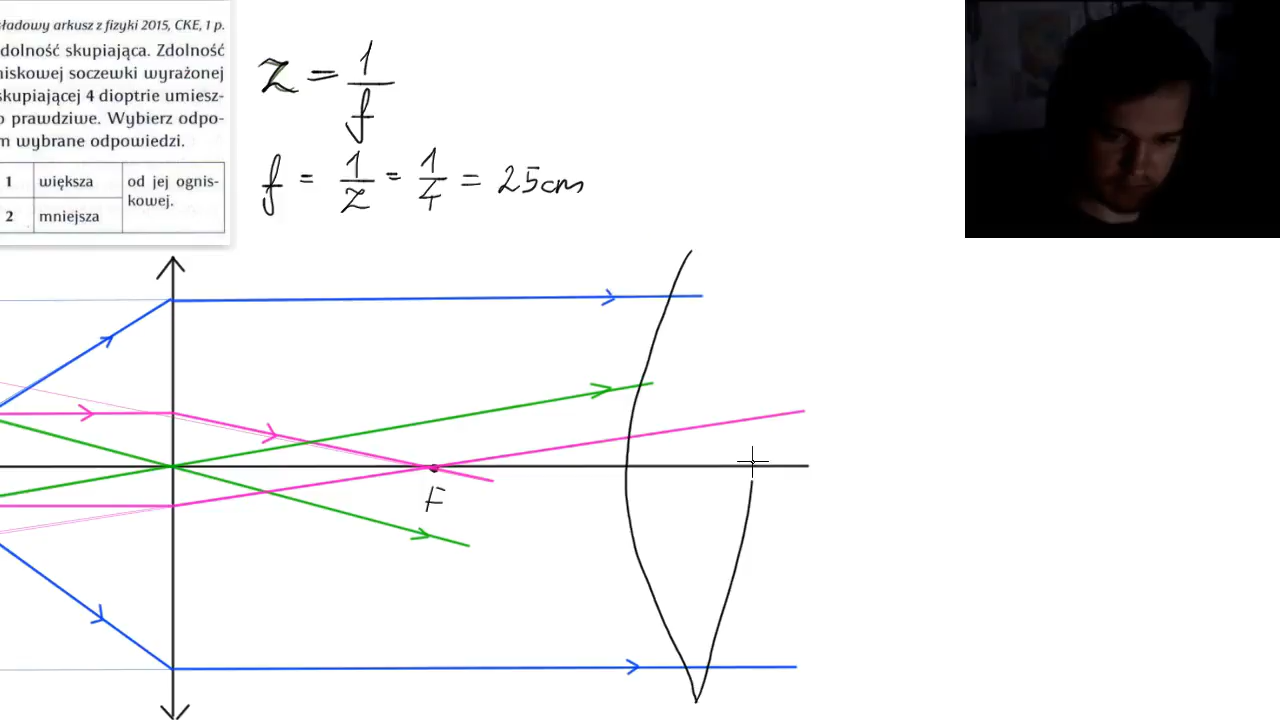 ładowy arkusz z fizyki 2015, CKE, 1 p.
dolność skupiająca. Zdolność
niskowej soczewki wyrażonej
skupiającej 4 dioptrie umiesz-
o prawdziwe. Wybierz odpo-
m wybrane odpowiedzi.
1 większa od jej ognis-
kowej.
2 mniejsza
Z = 1/f
f = 1/Z = 1/4 = 25cm
F